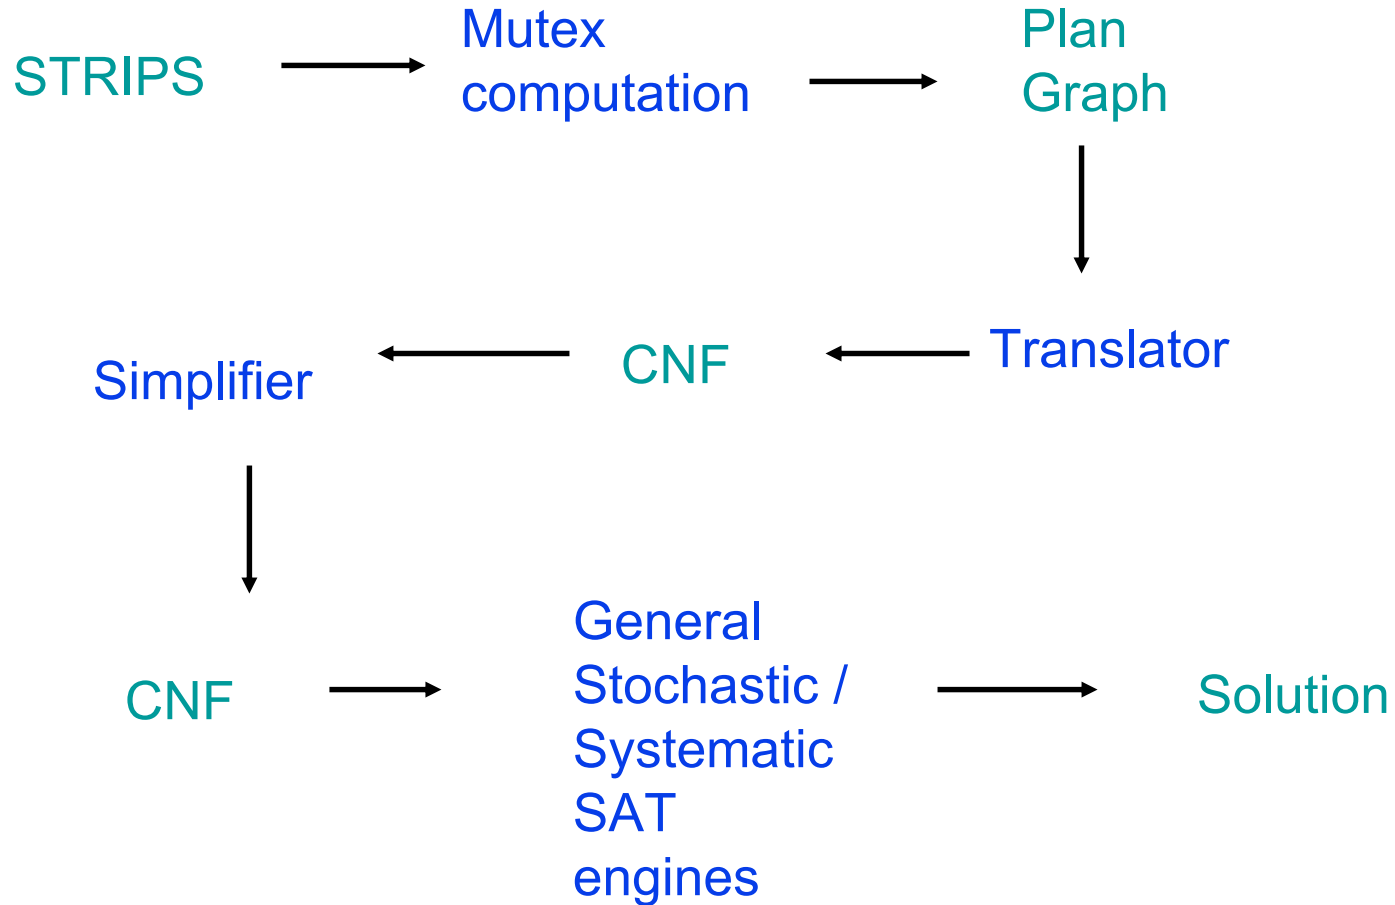 STRIPS
Mutex
computation
Plan
Graph
Translator
CNF
Simplifier
CNF
General
Stochastic /
Systematic
SAT
engines
Solution